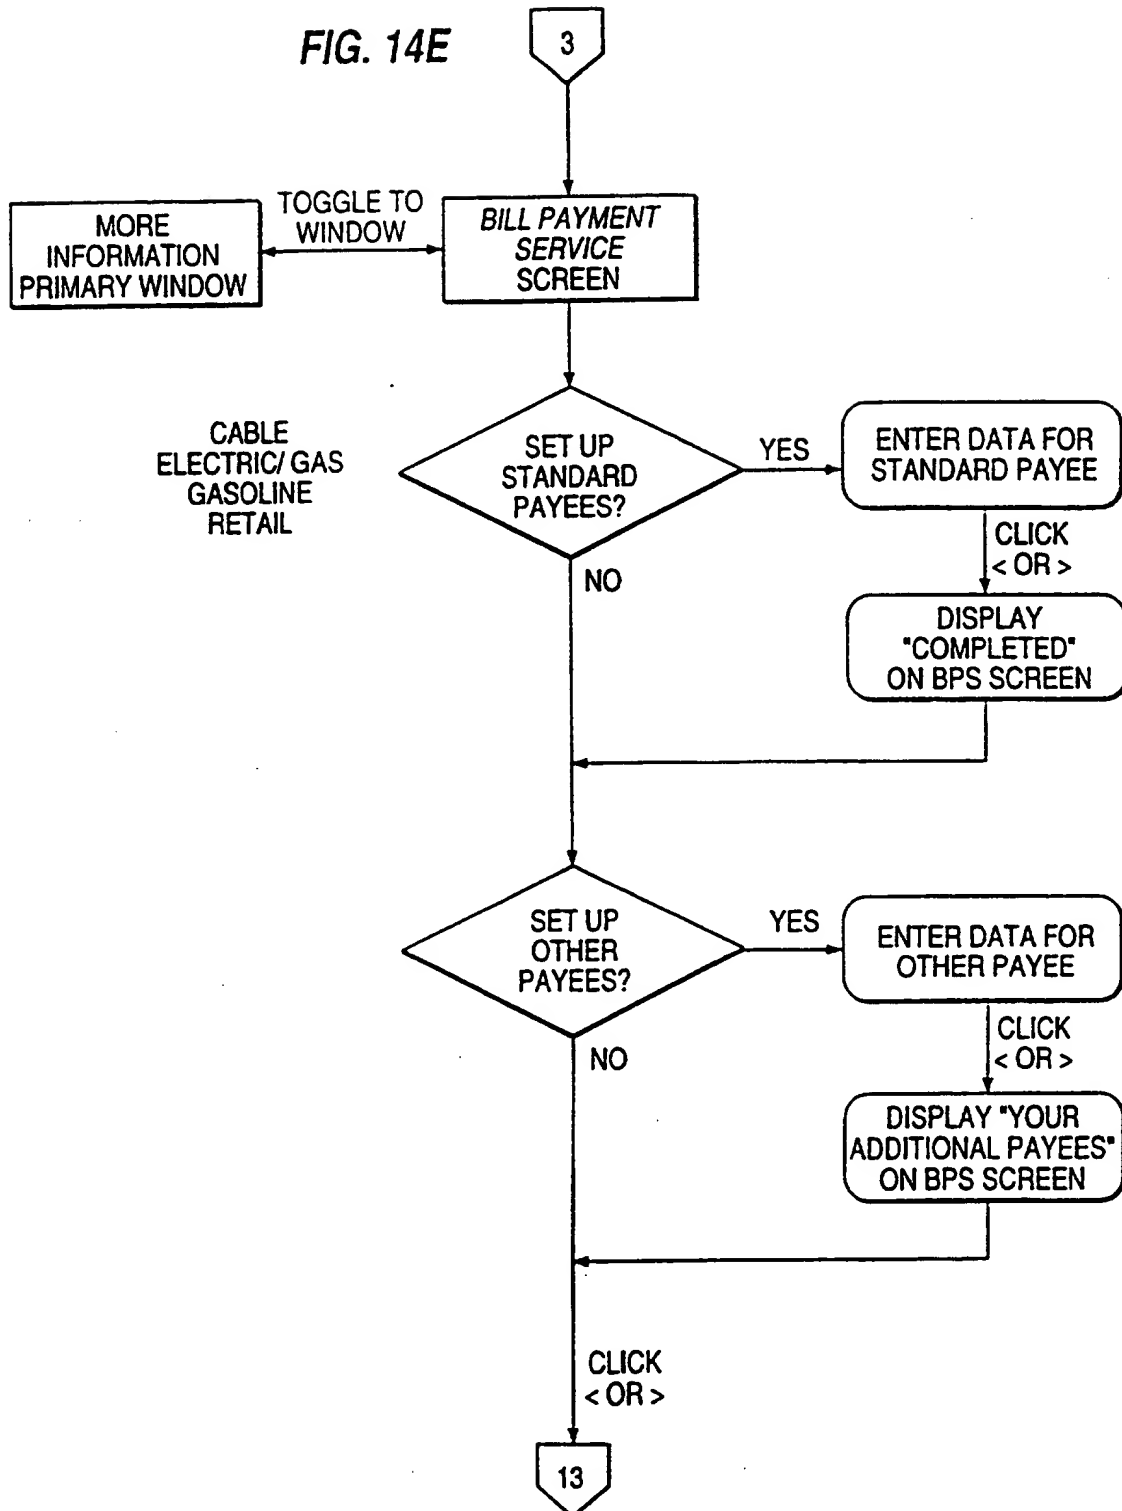 FIG. 14E
3
TOGGLE TO
WINDOW
MORE
INFORMATION
PRIMARY WINDOW
BILL PAYMENT
SERVICE
SCREEN
CABLE
ELECTRIC/ GAS
GASOLINE
RETAIL
SET UP
STANDARD
PAYEES?
YES
ENTER DATA FOR
STANDARD PAYEE
CLICK
< OR >
NO
DISPLAY
"COMPLETED"
ON BPS SCREEN
SET UP
OTHER
PAYEES?
YES
ENTER DATA FOR
OTHER PAYEE
CLICK
< OR >
NO
DISPLAY "YOUR
ADDITIONAL PAYEES"
ON BPS SCREEN
CLICK
< OR >
13